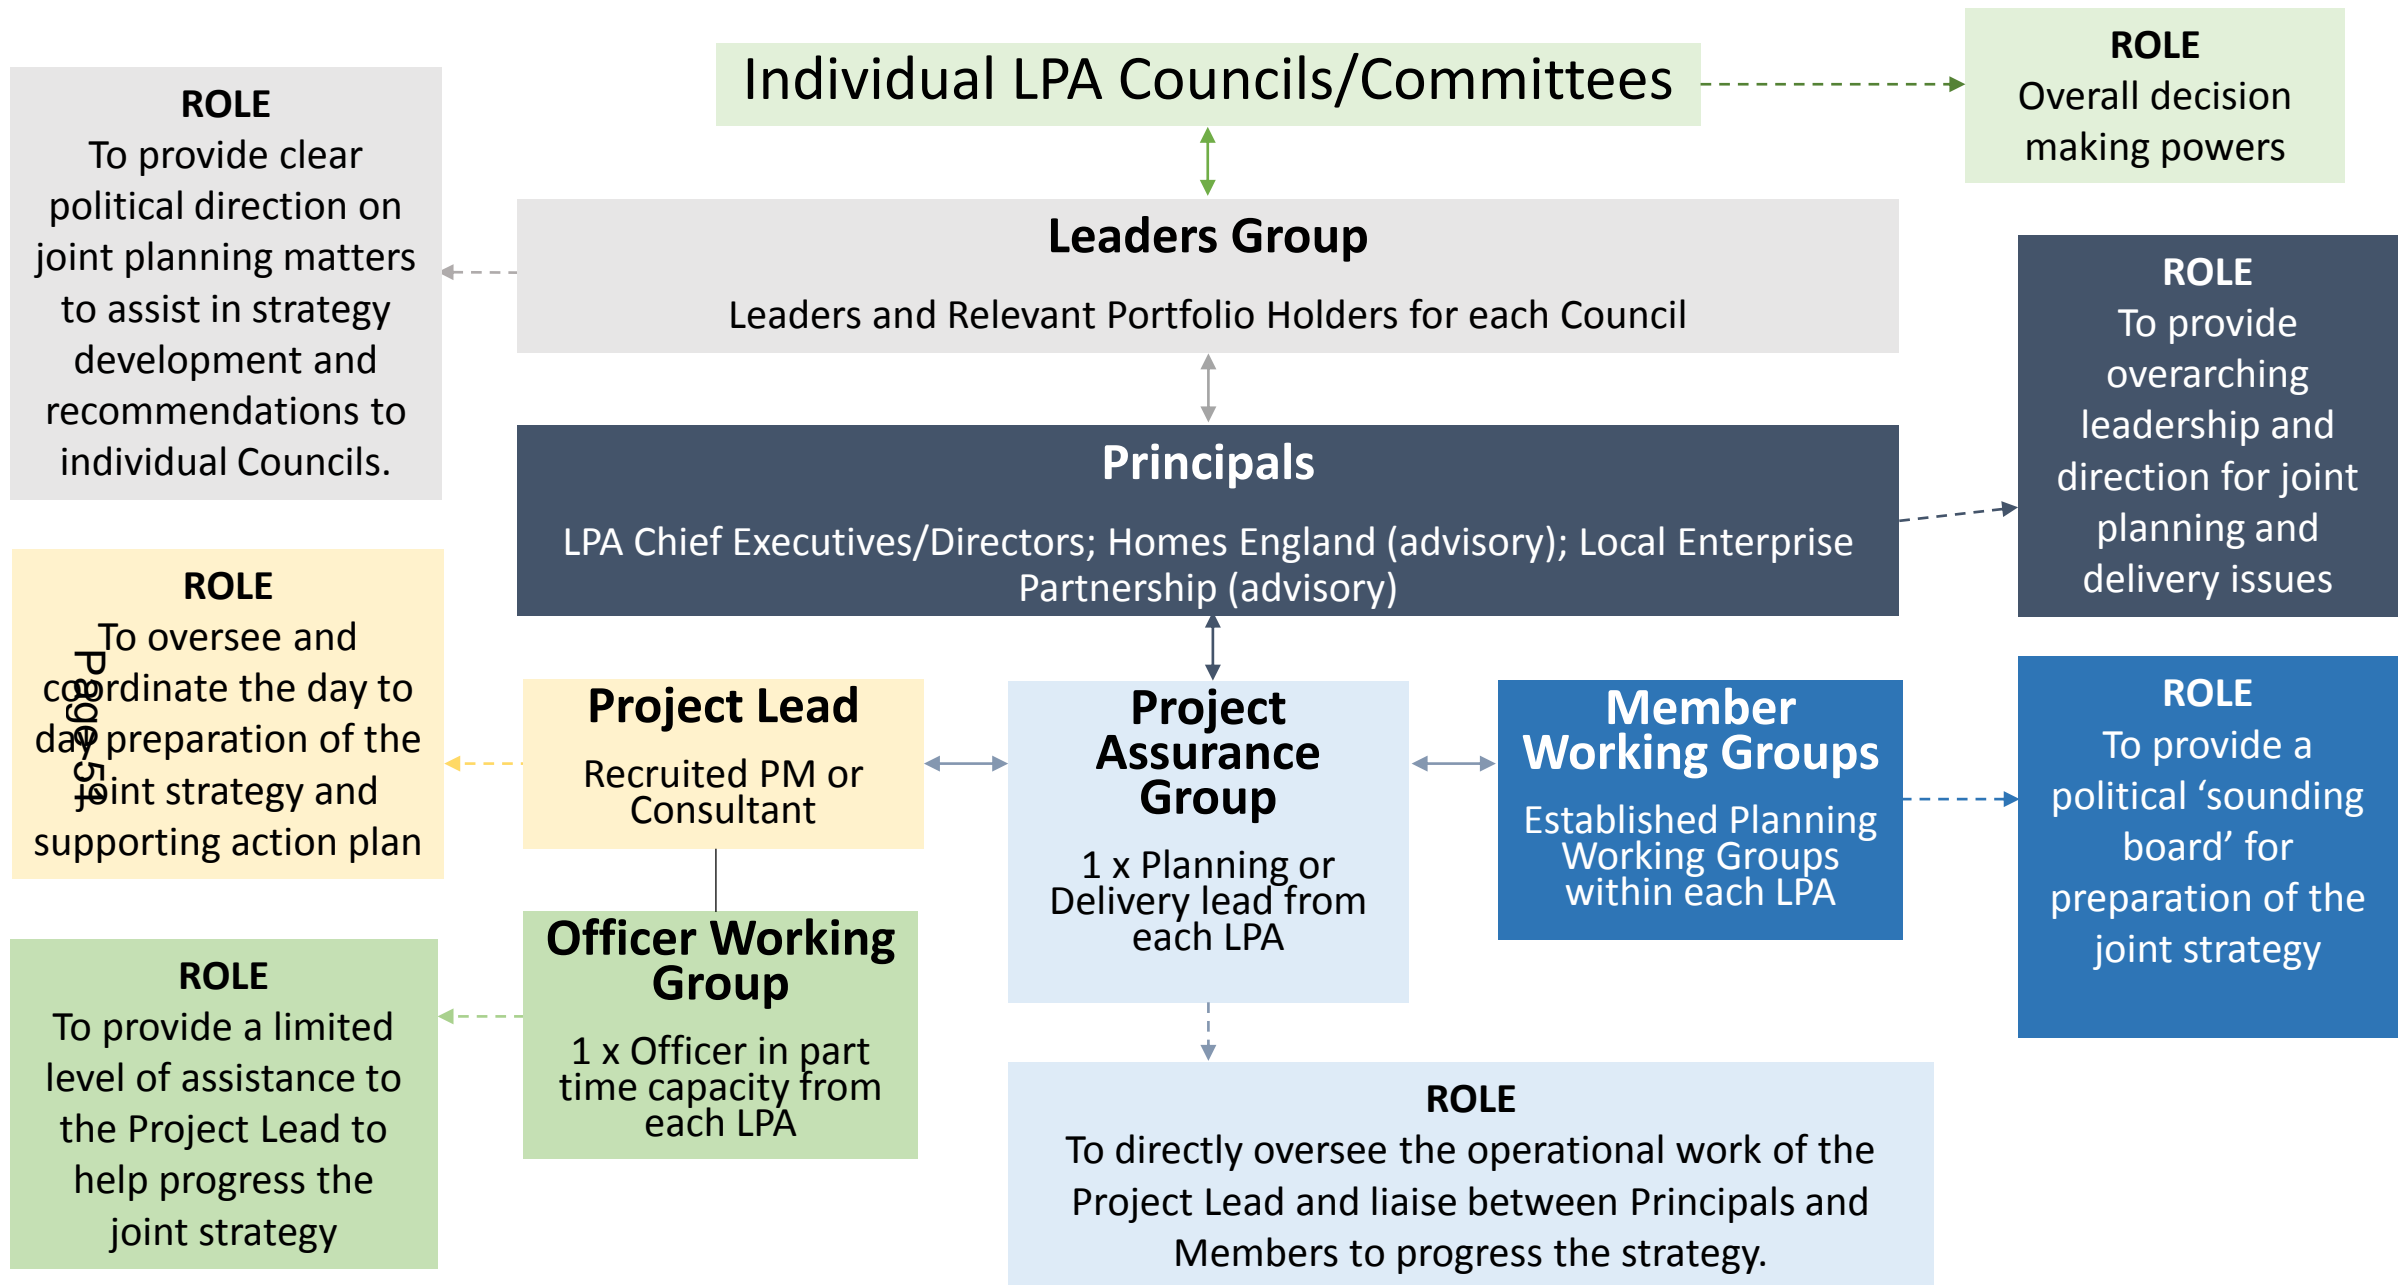 Individual LPA Councils/Committees
ROLE
Overall decision
making powers
ROLE
To provide clear
political direction on
joint planning matters
to assist in strategy
development and
recommendations to
individual Councils.
Leaders Group
Leaders and Relevant Portfolio Holders for each Council
Principals
LPA Chief Executives/Directors; Homes England (advisory); Local Enterprise
Partnership (advisory)
ROLE
To provide
overarching
leadership and
direction for joint
planning and
delivery issues
ROLE
To oversee and
coordinate the day to
day preparation of the
joint strategy and
supporting action plan
Page 51
Project Lead
Recruited PM or
Consultant
Project
Assurance
Group
1 x Planning or
Delivery lead from
each LPA
Member
Working Groups
Established Planning
Working Groups
within each LPA
ROLE
To provide a
political ‘sounding
board’ for
preparation of the
joint strategy
Officer Working
Group
1 x Officer in part
time capacity from
each LPA
ROLE
To provide a limited
level of assistance to
the Project Lead to
help progress the
joint strategy
ROLE
To directly oversee the operational work of the
Project Lead and liaise between Principals and
Members to progress the strategy.